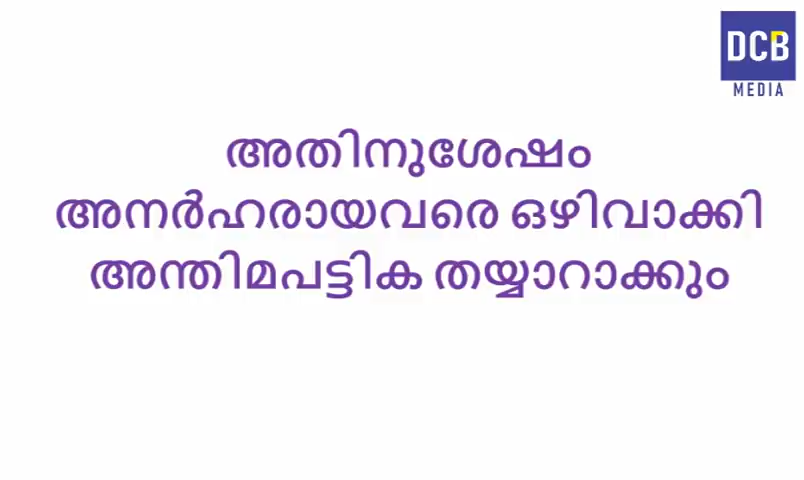 DCB
MEDIA
അതിനുശേഷം
അനർഹരായവരെ ഒഴിവാക്കി
അന്തിമപട്ടിക തയ്യാറാക്കും